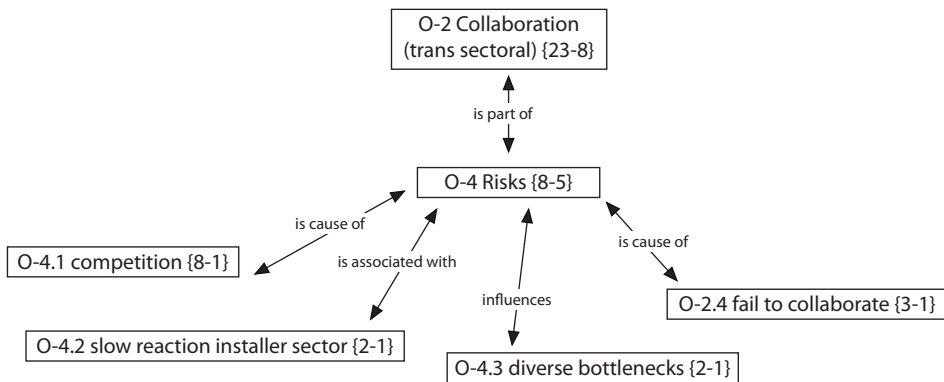 O-2 Collaboration
(trans sectoral) {23-8}
is part of
O-4 Risks {8-5}
is cause of
is cause of
O-4.1 competition {8-1}
is associated with
influences
O-2.4 fail to collaborate {3-1}
O-4.2 slow reaction installer sector {2-1}
O-4.3 diverse bottlenecks {2-1}